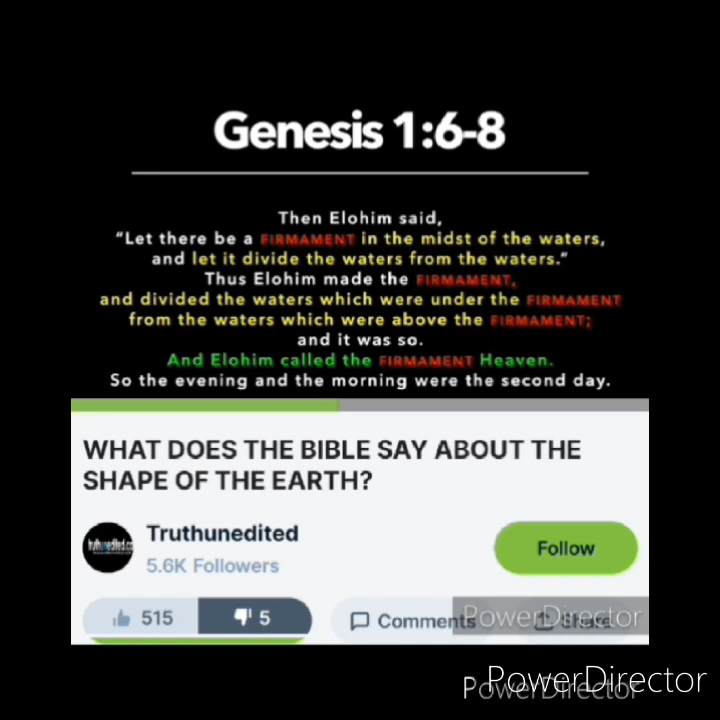 Genesis 1:6-8
Then Elohim said,
“Let there be a FIRMAMENT in the midst of the waters,
and let it divide the waters from the waters.”
Thus Elohim made the FIRMAMENT,
and divided the waters which were under the FIRMAMENT
from the waters which were above the FIRMAMENT;
and it was so.
And Elohim called the FIRMAMENT Heaven.
So the evening and the morning were the second day.
WHAT DOES THE BIBLE SAY ABOUT THE
SHAPE OF THE EARTH?
truthunedited.co
Truthunedited
5.6K Followers
Follow
515
5
Comments
Share
PowerDirector
PowerDirector
PowerDirector